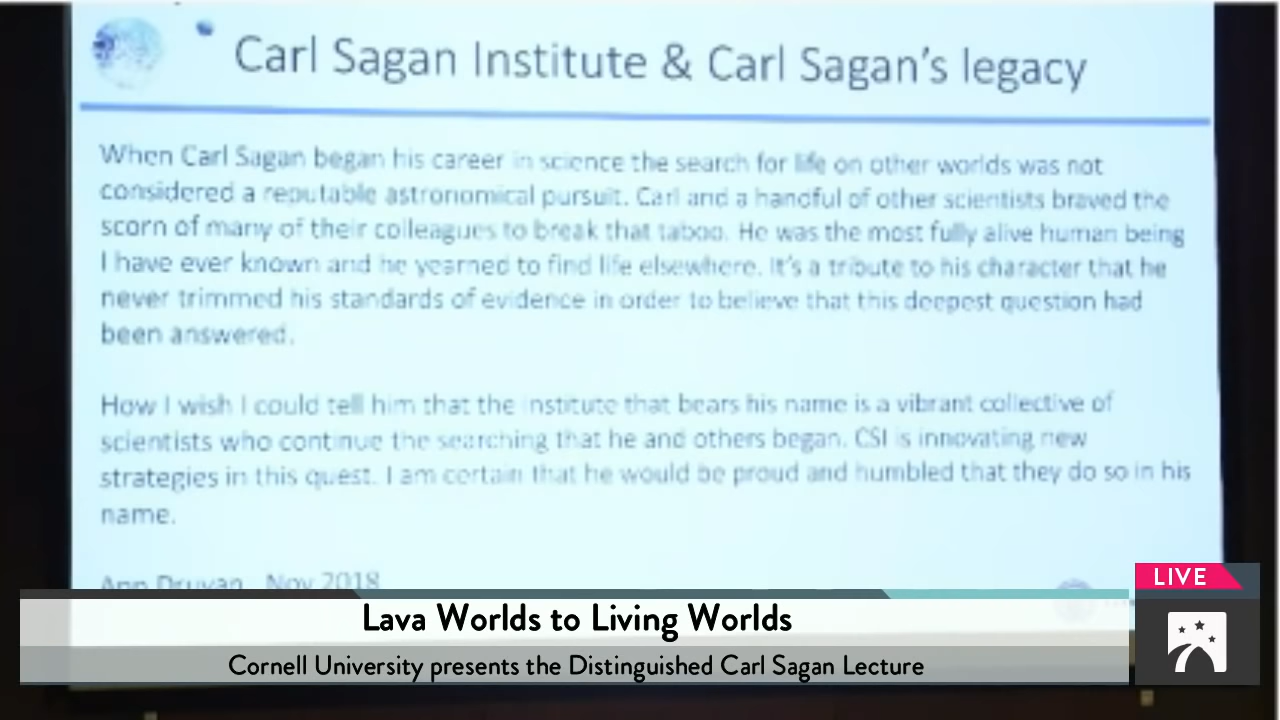 Carl Sagan Institute & Carl Sagan's legacy
When Carl Sagan began his career in science the search for life on other worlds was not
considered a reputable astronomical pursuit. Carl and a handful of other scientists braved the
scorn of many of their colleagues to break that taboo. He was the most fully alive human being
I have ever known and he yearned to find life elsewhere. It's a tribute to his character that he
never trimmed his standards of evidence in order to believe that this deepest question had
been answered.
How I wish I could tell him that the institute that bears his name is a vibrant collective of
scientists who continue the searching that he and others began. CSI is innovating new
strategies in this quest. I am certain that he would be proud and humbled that they do so in his
name.
Ann Druyan, Nov 2018
LIVE
Lava Worlds to Living Worlds
Cornell University presents the Distinguished Carl Sagan Lecture